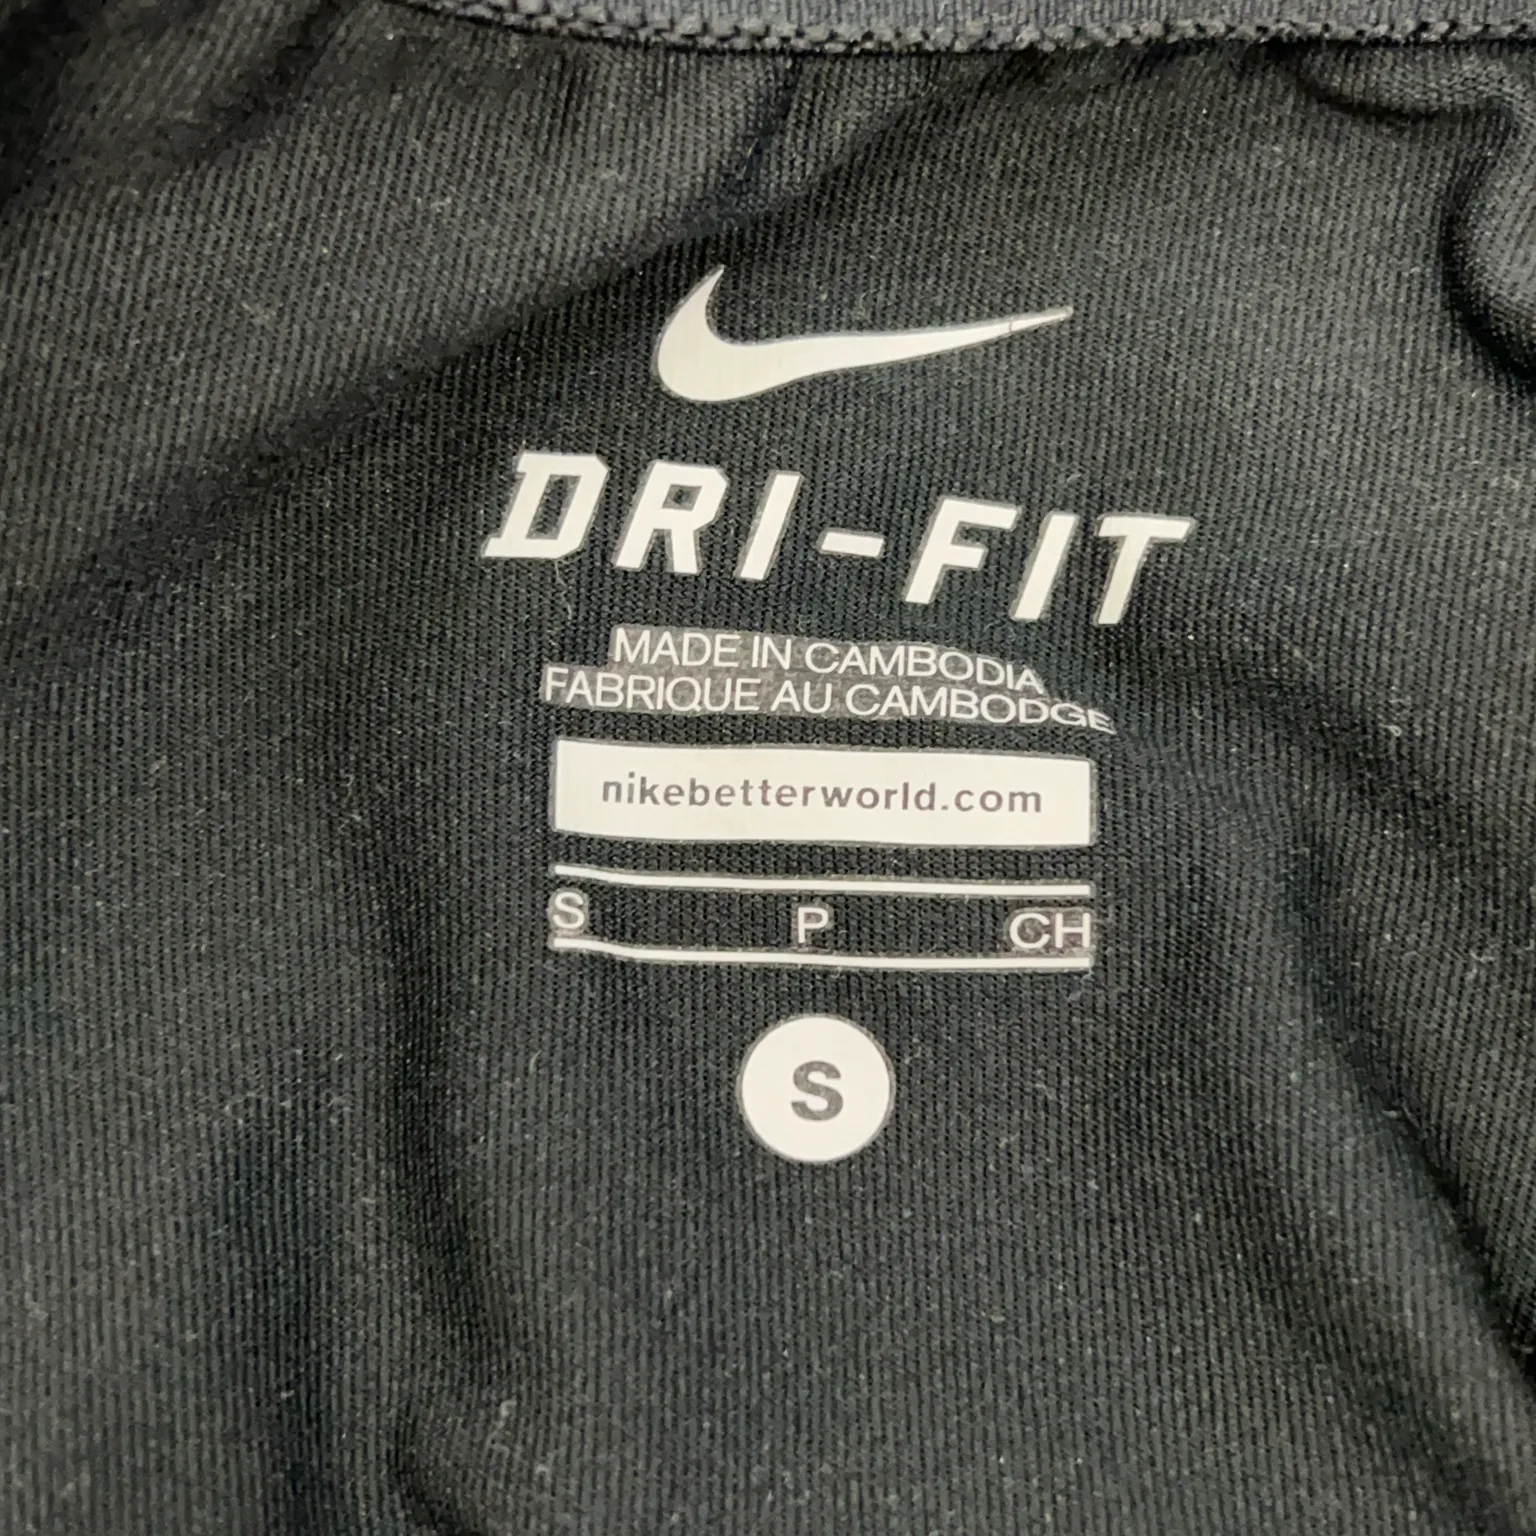 DRI-FIT
MADE IN CAMBODIA
FABRIQUE AU CAMBODGE
nikebetterworld.com
S P CH
S